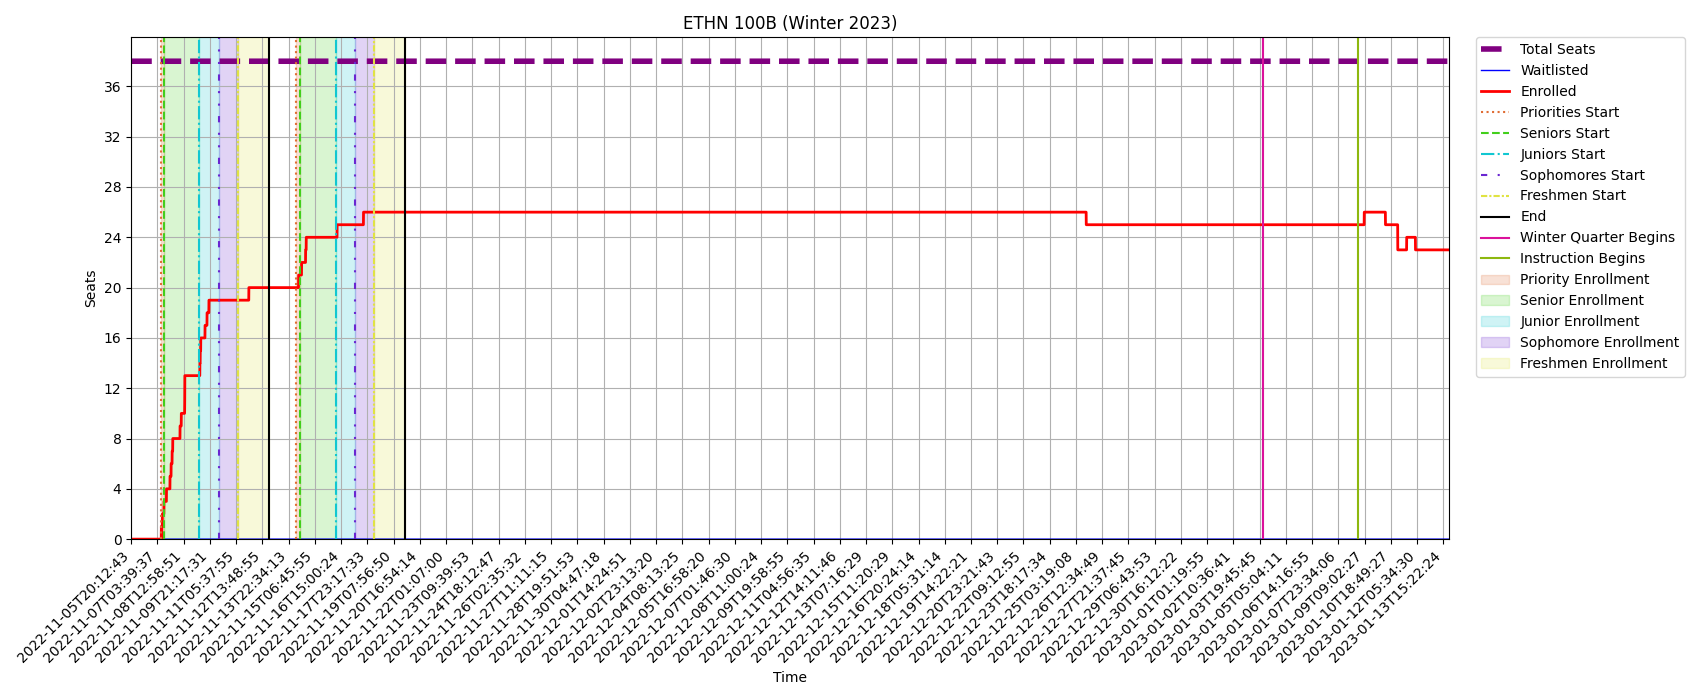 ETHN 100B (Winter 2023)
Seats
36
32
28
24
20
16
12
8
4
0
2022-11-05T20:12:43
2022-11-07T03:39:37
2022-11-08T12:58:51
2022-11-09T21:17:31
2022-11-11T05:37:55
2022-11-12T13:48:55
2022-11-13T22:34:13
2022-11-15T06:45:55
2022-11-16T15:00:24
2022-11-17T23:17:33
2022-11-19T07:56:50
2022-11-20T16:54:14
2022-11-22T01:07:00
2022-11-23T09:39:53
2022-11-24T18:12:47
2022-11-26T02:35:32
2022-11-27T11:11:15
2022-11-28T19:51:53
2022-11-30T04:47:18
2022-12-01T14:24:51
2022-12-02T23:13:20
2022-12-04T08:13:25
2022-12-05T16:58:20
2022-12-07T01:46:30
2022-12-08T11:00:24
2022-12-09T19:58:55
2022-12-11T04:56:35
2022-12-12T14:11:46
2022-12-13T07:16:29
2022-12-15T11:20:29
2022-12-16T20:24:14
2022-12-18T05:31:14
2022-12-19T14:22:21
2022-12-20T23:21:43
2022-12-22T09:12:55
2022-12-23T18:17:34
2022-12-25T03:19:08
2022-12-26T12:34:49
2022-12-27T21:37:45
2022-12-29T06:43:53
2022-12-30T16:12:22
2023-01-01T01:19:55
2023-01-02T10:36:41
2023-01-03T19:45:45
2023-01-05T05:04:11
2023-01-06T14:16:55
2023-01-07T23:34:06
2023-01-09T09:02:27
2023-01-10T18:49:27
2023-01-12T05:34:30
2023-01-13T15:22:24
Time
Total Seats
Waitlisted
Enrolled
Priorities Start
Seniors Start
Juniors Start
Sophomores Start
Freshmen Start
End
Winter Quarter Begins
Instruction Begins
Priority Enrollment
Senior Enrollment
Junior Enrollment
Sophomore Enrollment
Freshmen Enrollment